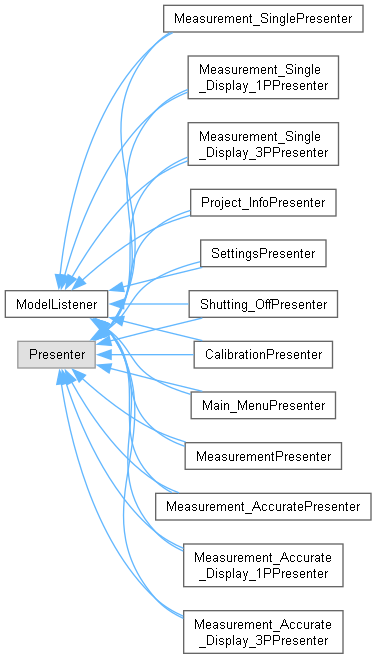 Measurement_SinglePresenter
Measurement_Single
_Display_1PPresenter
Measurement_Single
_Display_3PPresenter
Project_InfoPresenter
SettingsPresenter
ModelListener
Shutting_OffPresenter
Presenter
CalibrationPresenter
Main_MenuPresenter
MeasurementPresenter
Measurement_AccuratePresenter
Measurement_Accurate
_Display_1PPresenter
Measurement_Accurate
_Display_3PPresenter